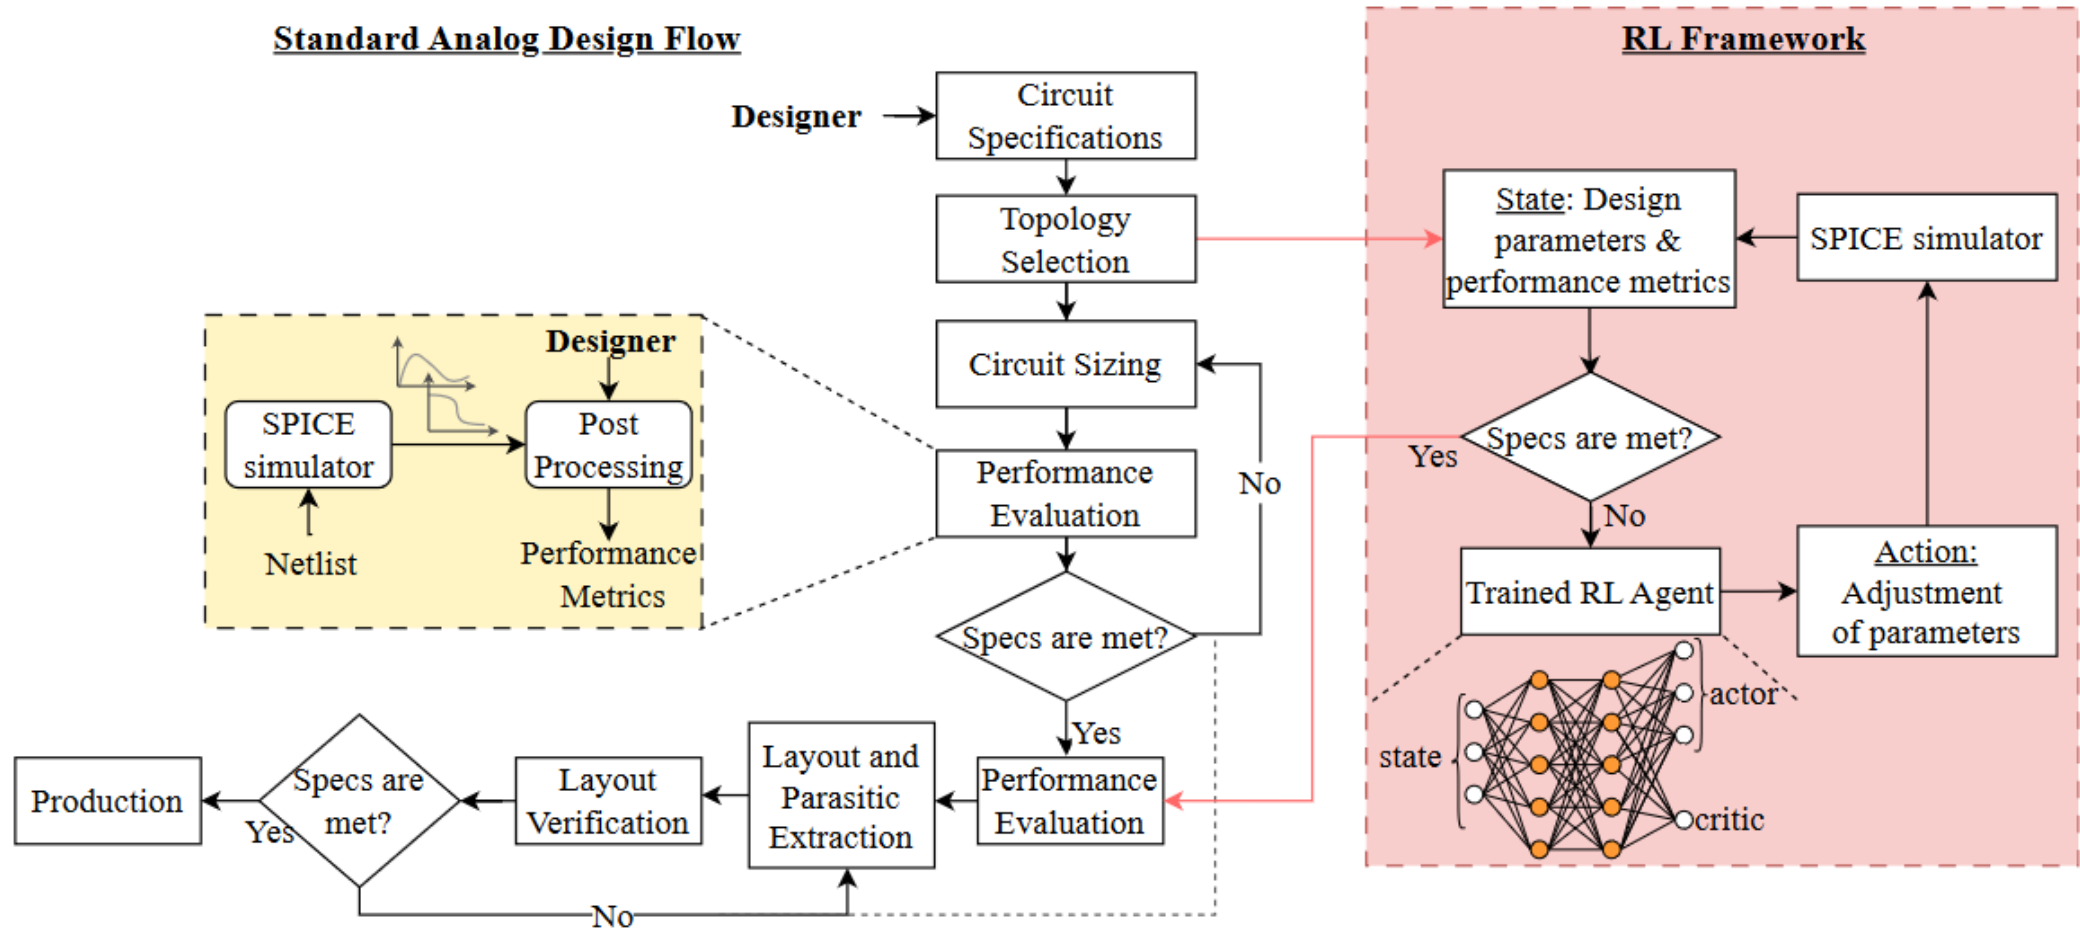 Standard Analog Design Flow
RL Framework
Designer
Circuit
Specifications
Topology
Selection
Circuit Sizing
Performance
Evaluation
No
Specs are met?
Yes
Performance
Evaluation
Layout and
Parasitic
Extraction
Layout
Verification
Specs are
met?
Yes
No
Production
Designer
SPICE
simulator
Post
Processing
Netlist
Performance
Metrics
State: Design
parameters &
performance metrics
SPICE simulator
Specs are met?
Yes
No
Trained RL Agent
Action:
Adjustment
of parameters
state
actor
critic